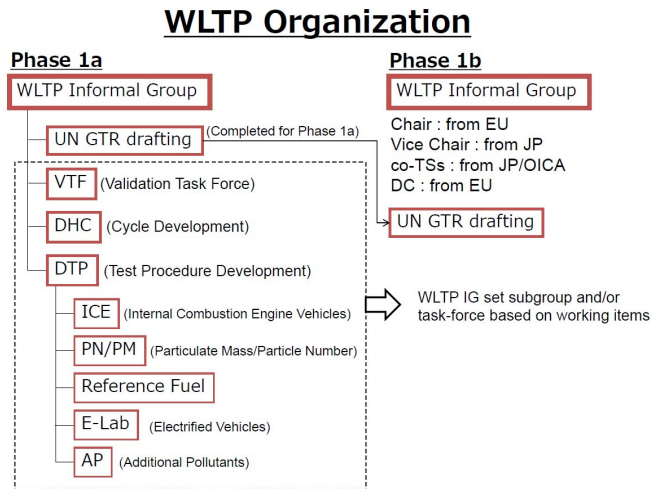 WLTP Organization
Phase 1a
WLTP Informal Group
UN GTR drafting
(Completed for Phase 1a)
VTF
(Validation Task Force)
DHC
(Cycle Development)
DTP
(Test Procedure Development)
ICE
(Internal Combustion Engine Vehicles)
PN/PM
(Particulate Mass/Particle Number)
Reference Fuel
E-Lab
(Electrified Vehicles)
AP
(Additional Pollutants)
Phase 1b
WLTP Informal Group
Chair : from EU
Vice Chair : from JP
co-TSs : from JP/OICA
DC : from EU
UN GTR drafting
WLTP IG set subgroup and/or
task-force based on working items